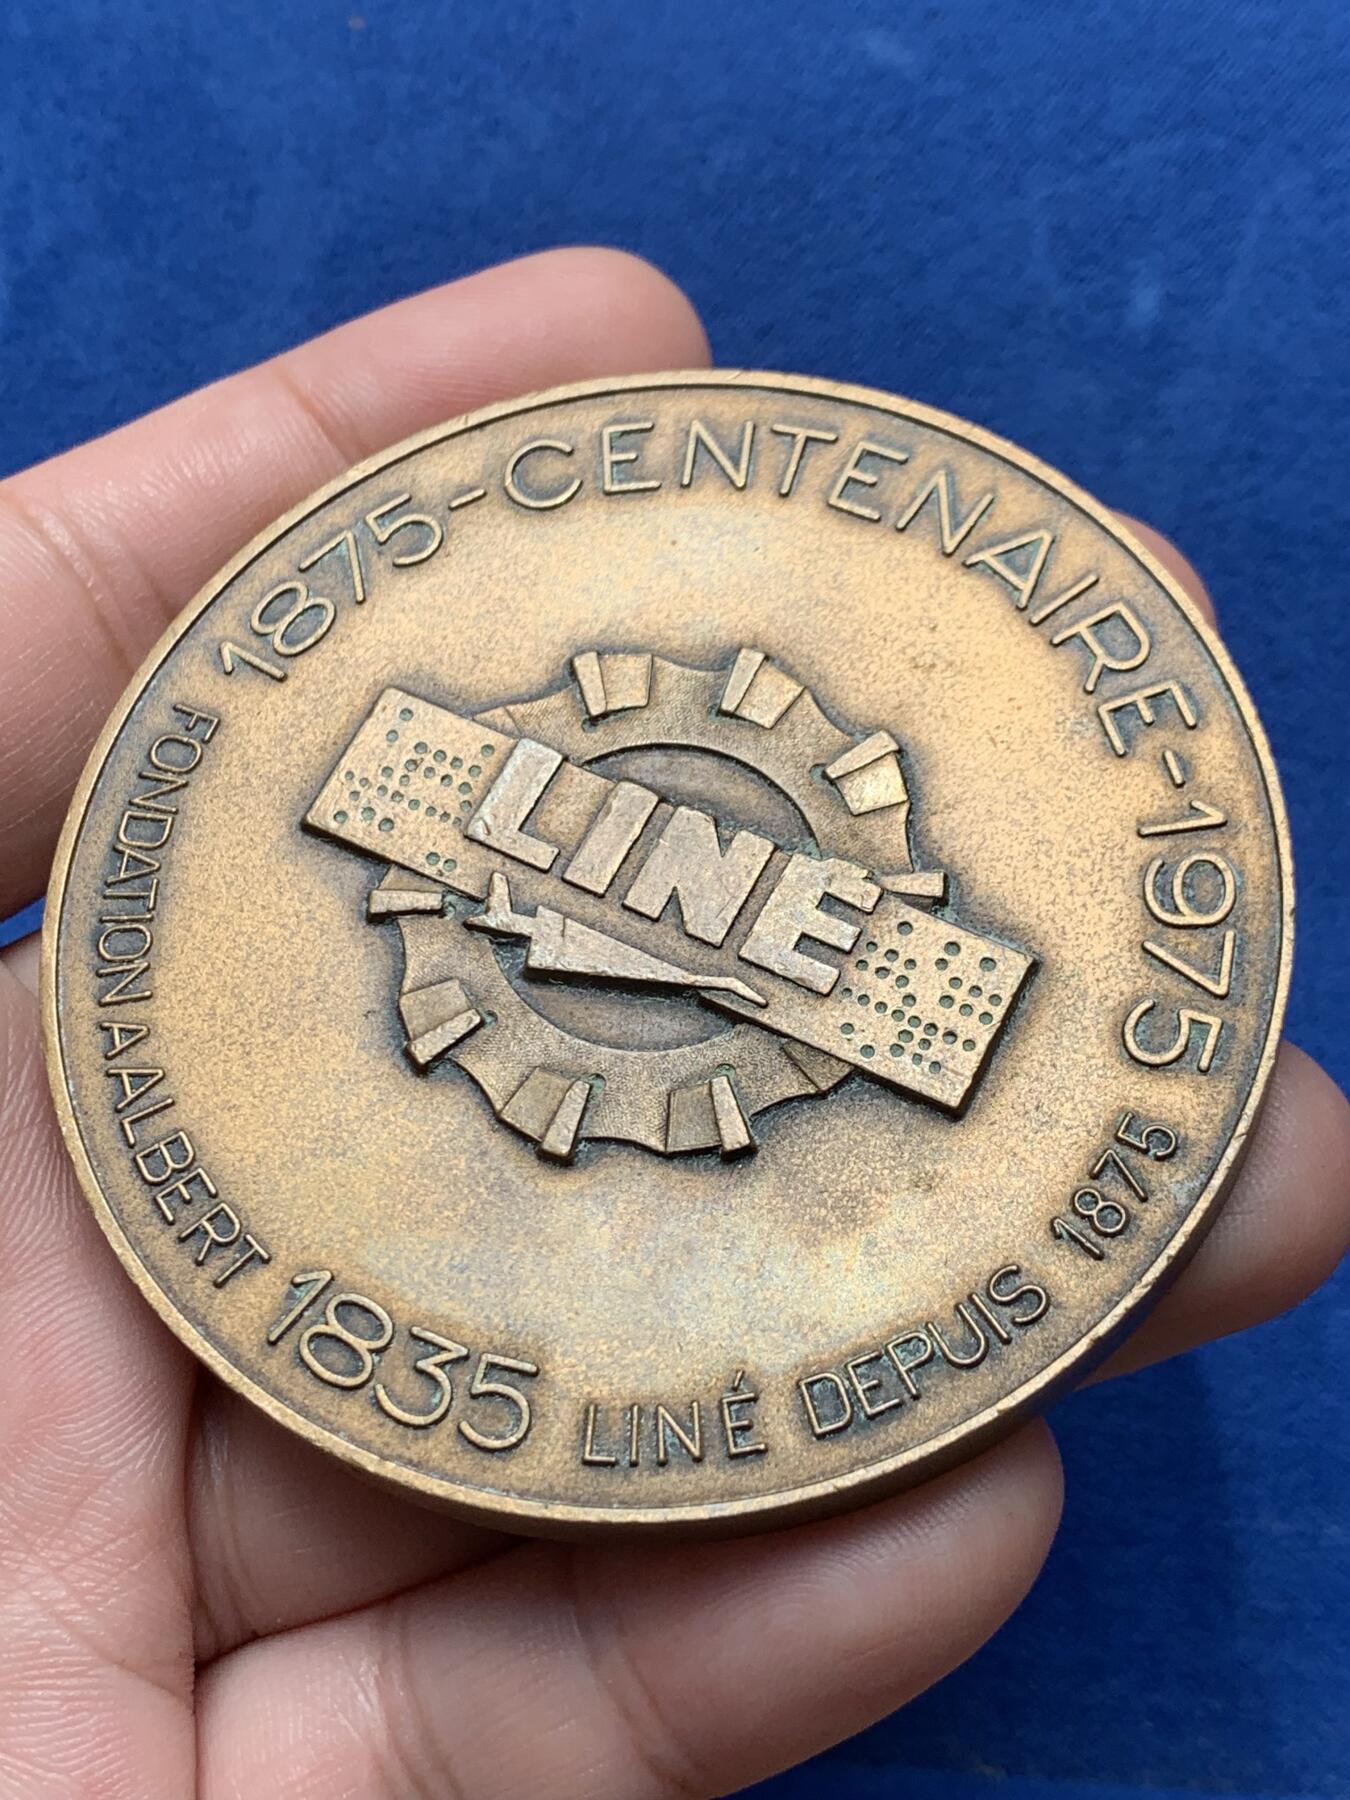 1875-CENTENAIRE-1975
LINÉ
FONDATION A ALBERT 1835
LINÉ DEPUIS 1875